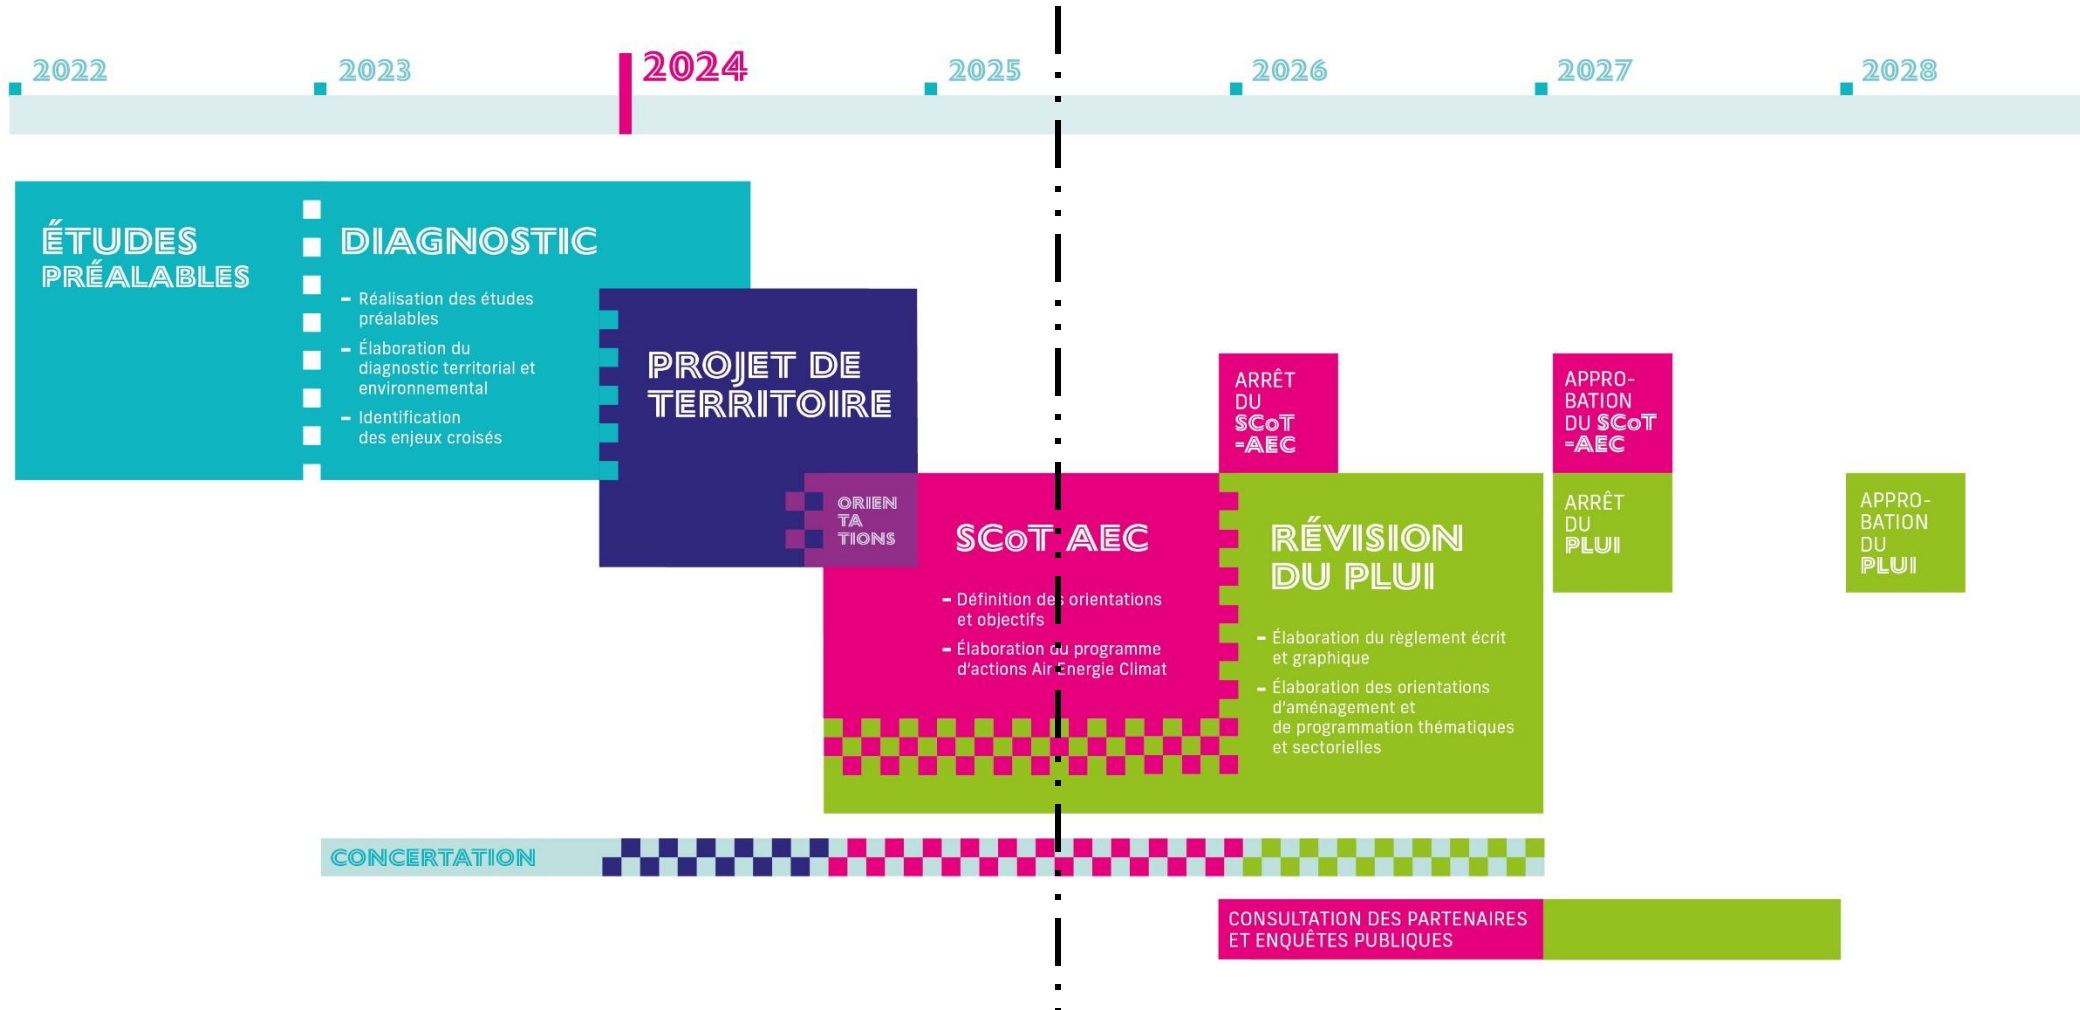 2022
2023
2024
2025
2026
2027
2028
ÉTUDES
PRÉALABLES
DIAGNOSTIC
– Réalisation des études
préalables
– Élaboration du
diagnostic territorial et
environnemental
– Identification
des enjeux croisés
PROJET DE
TERRITOIRE
ORIEN
TA
TIONS
SCoT AEC
– Définition des orientations
et objectifs
– Élaboration du programme
d'actions Air Energie Climat
ARRÊT
DU
SCoT
-AEC
RÉVISION
DU PLUI
– Élaboration du règlement écrit
et graphique
– Élaboration des orientations
d'aménagement et
de programmation thématiques
et sectorielles
APPRO-
BATION
DU SCoT
-AEC
ARRÊT
DU
PLUI
APPRO-
BATION
DU
PLUI
CONCERTATION
CONSULTATION DES PARTENAIRES
ET ENQUÊTES PUBLIQUES